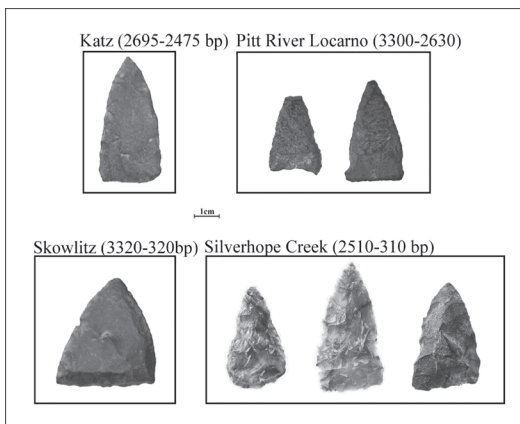 Katz (2695-2475 bp) Pitt River Locarno (3300-2630)
1cm
Skowlitz (3320-320bp) Silverhope Creek (2510-310 bp)